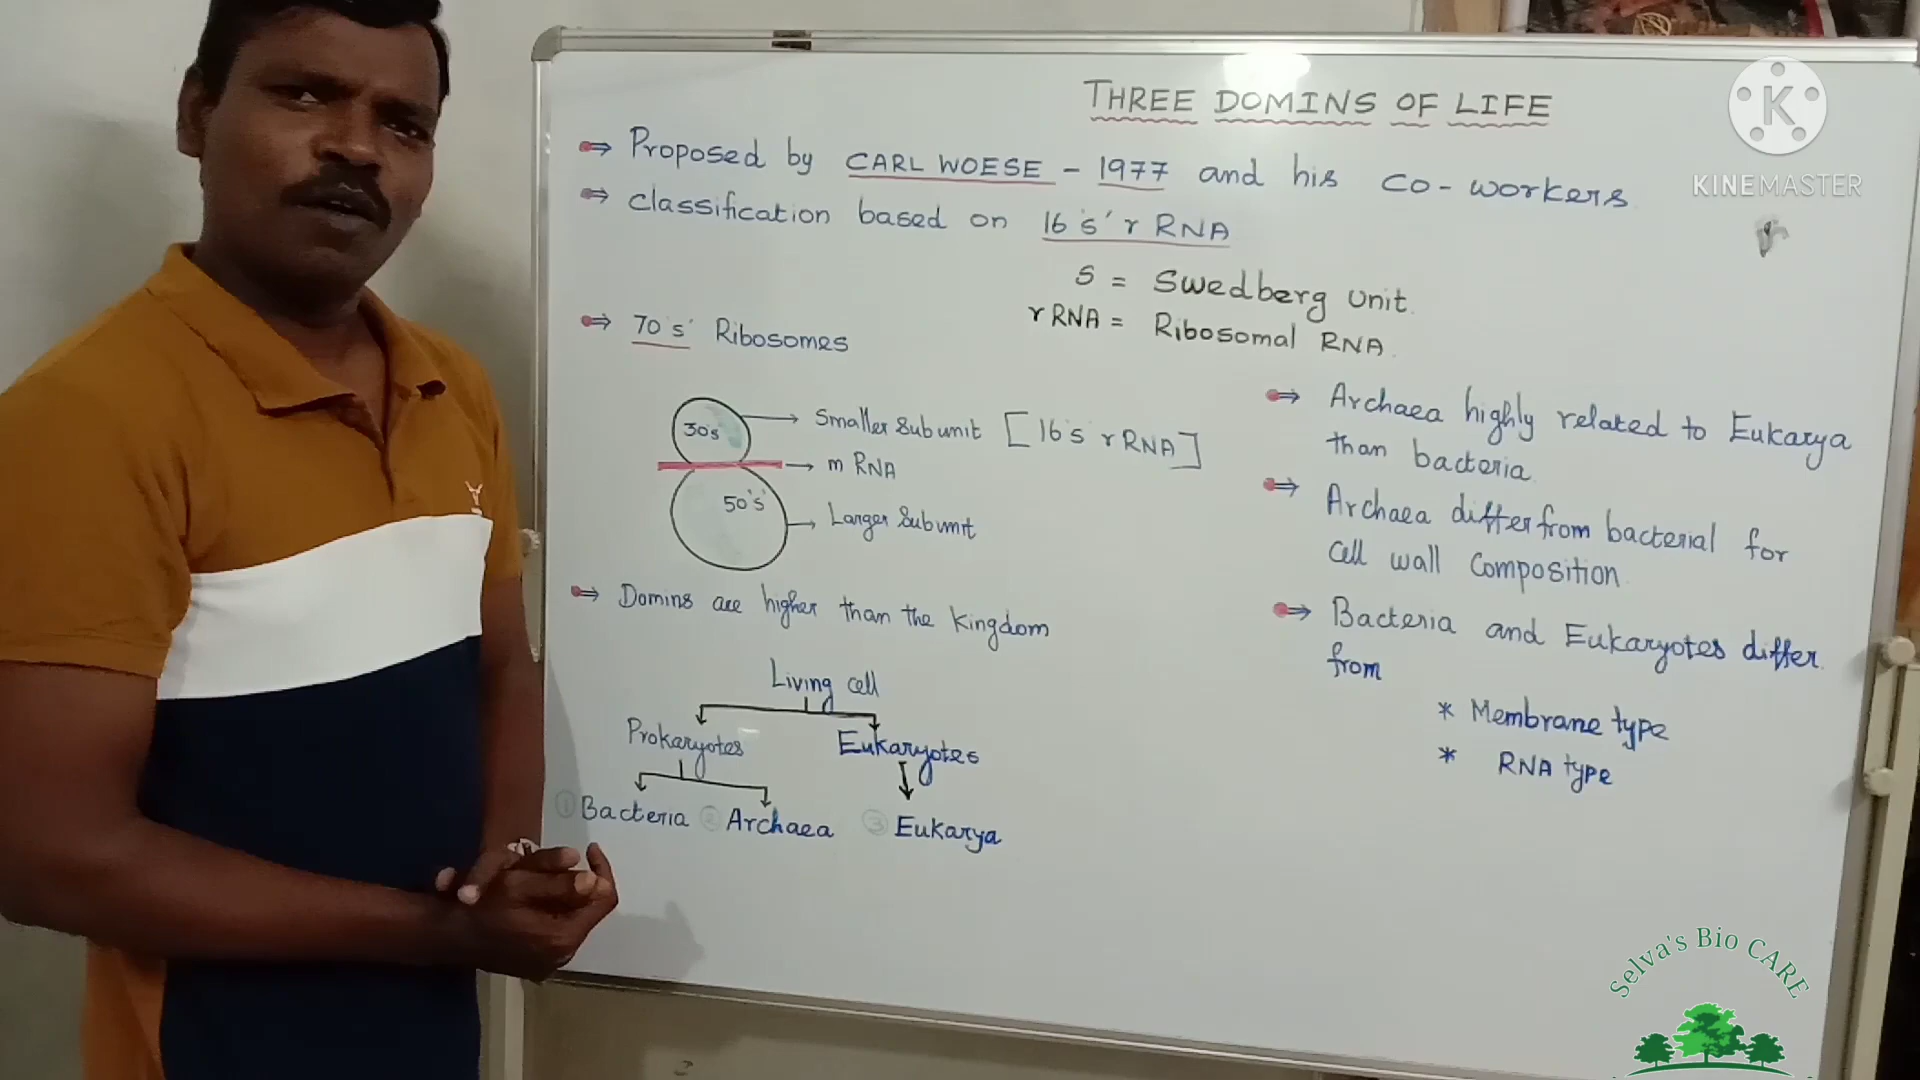 THREE DOMINS OF LIFE
Proposed by CARL WOESE - 1977 and his co-workers
classification based on 16's' r RNA
S = Swedberg unit.
rRNA = Ribosomal RNA.
70's' Ribosomes
30's
Smaller Subunit [16's rRNA]
m RNA
50's'
Larger Subunit
Domins are higher than the Kingdom
Living cell
Prokaryotes
Eukaryotes
① Bacteria ② Archaea ③ Eukarya
Archaea highly related to Eukarya
than bacteria
Archaea differ from bacterial for
cell wall composition
Bacteria and Eukaryotes differ
from
* Membrane type
* RNA type
K
KINEMASTER
Selva's Bio CARE